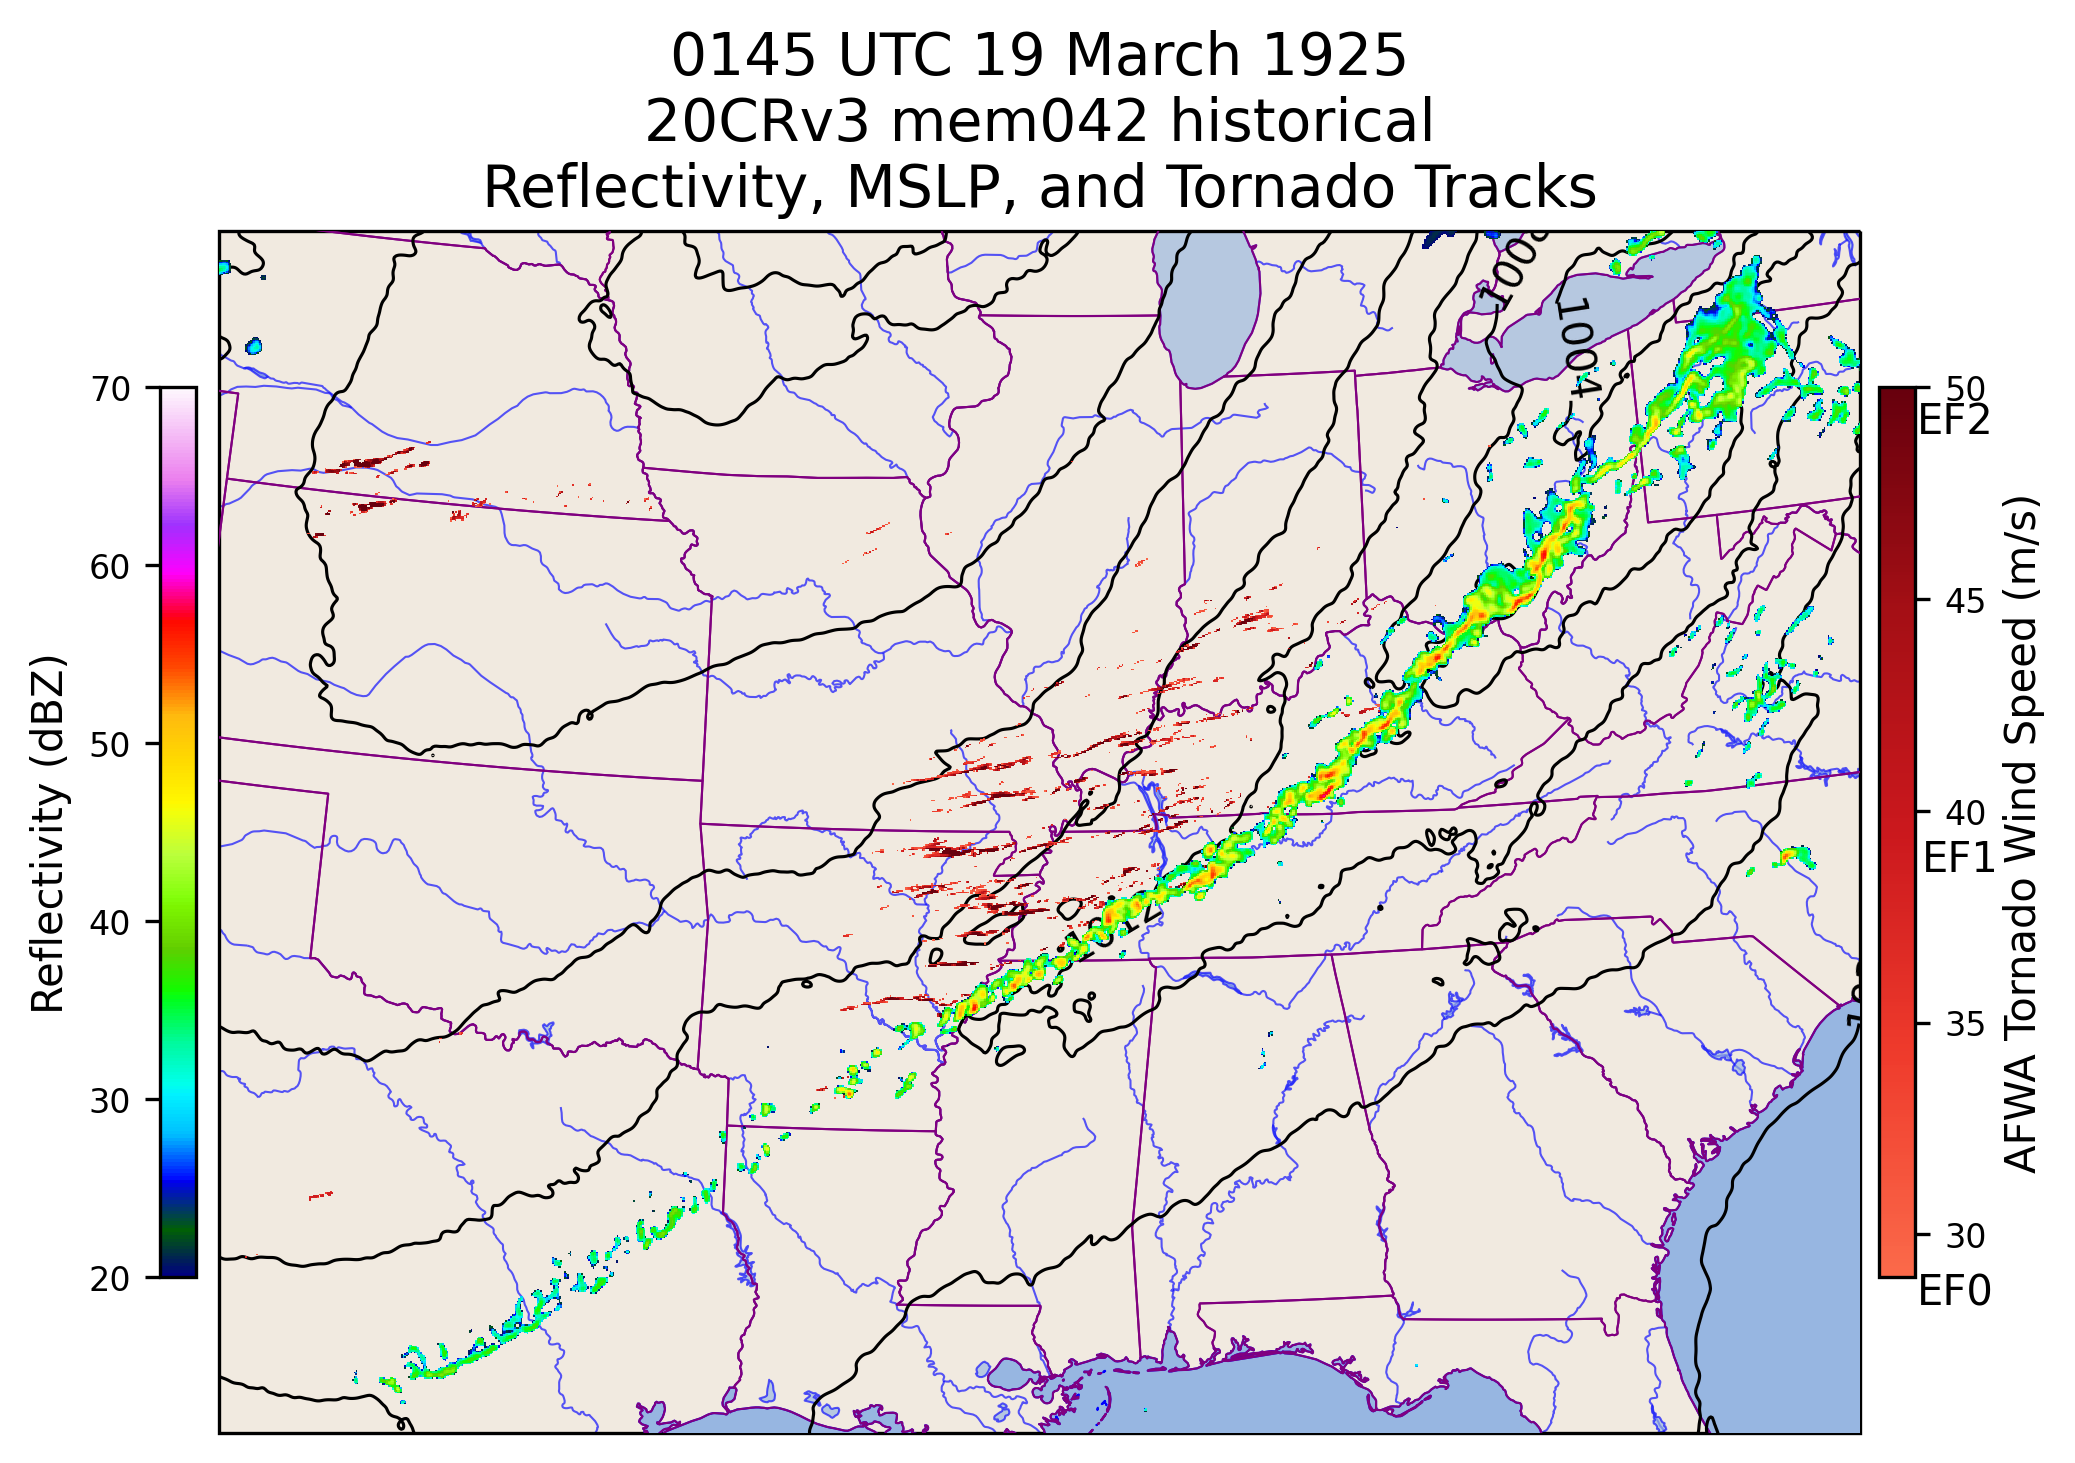 0145 UTC 19 March 1925
20CRv3 mem042 historical
Reflectivity, MSLP, and Tornado Tracks
1008
1004
Reflectivity (dBZ)
70
60
50
40
30
20
50
EF2
45
40
EF1
35
30
EF0
AFWA Tornado Wind Speed (m/s)